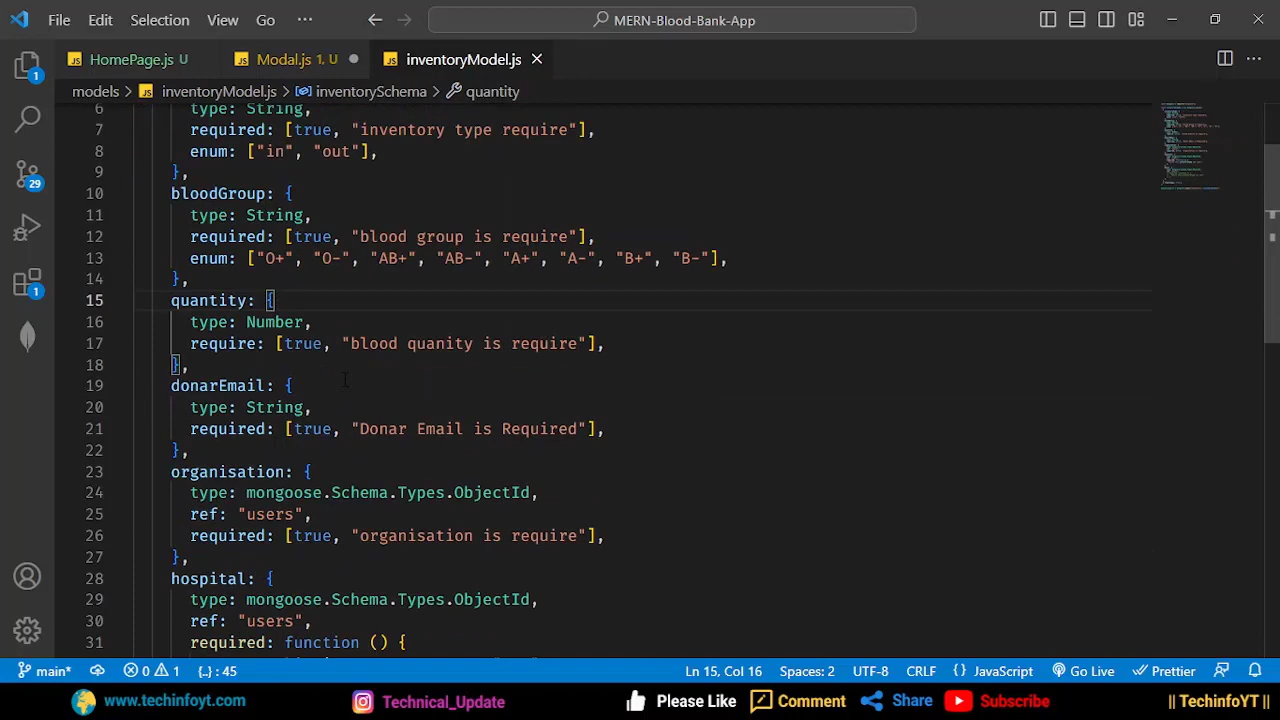 File Edit Selection View Go ··· MERN-Blood-Bank-App
HomePage.js U Modal.js 1, U inventoryModel.js
models > inventoryModel.js > inventorySchema > quantity
6 type: String,
7 required: [true, "inventory type require"],
8 enum: ["in", "out"],
9 },
10 bloodGroup: {
11 type: String,
12 required: [true, "blood group is require"],
13 enum: ["O+", "O-", "AB+", "AB-", "A+", "A-", "B+", "B-"],
14 },
15 quantity: {
16 type: Number,
17 require: [true, "blood quanity is require"],
18 },
19 donarEmail: {
20 type: String,
21 required: [true, "Donar Email is Required"],
22 },
23 organisation: {
24 type: mongoose.Schema.Types.ObjectId,
25 ref: "users",
26 required: [true, "organisation is require"],
27 },
28 hospital: {
29 type: mongoose.Schema.Types.ObjectId,
30 ref: "users",
31 required: function () {
1
29
1
main* 0 1 {..} : 45 Ln 15, Col 16 Spaces: 2 UTF-8 CRLF {} JavaScript Go Live Prettier
www.techinfoyt.com Technical_Update Please Like Comment Share Subscribe || TechinfoYT ||